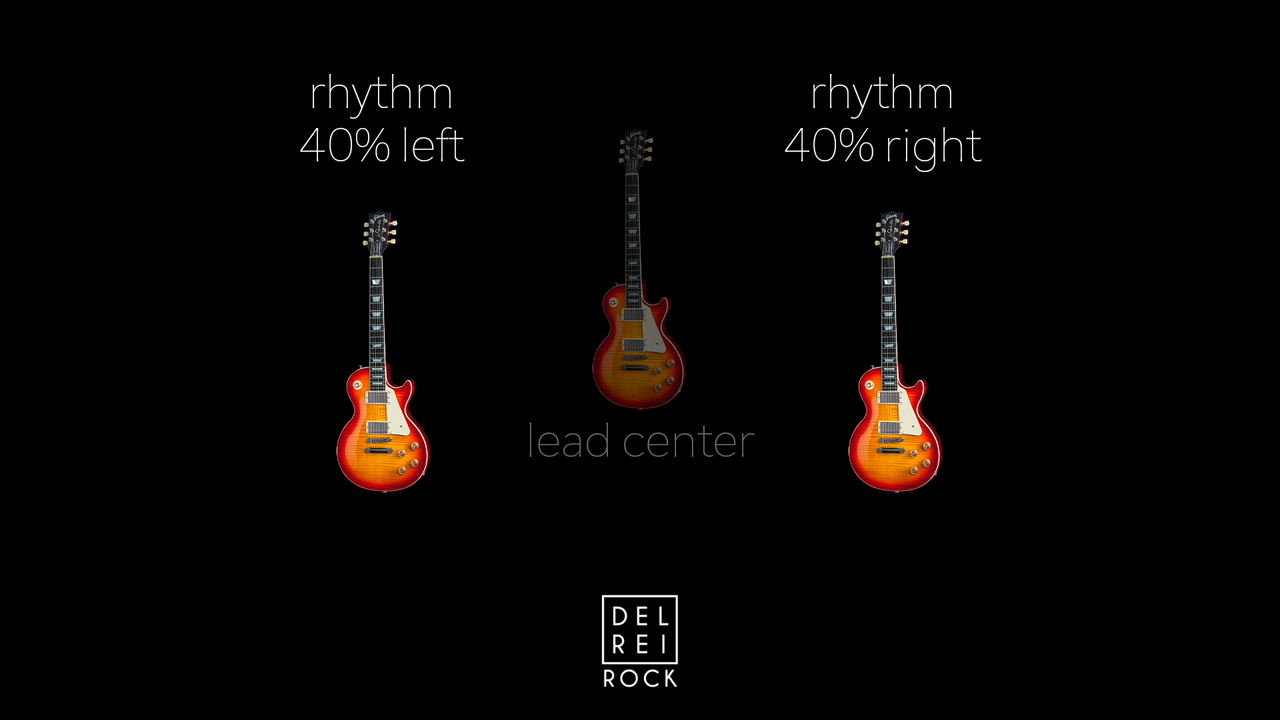 rhythm
40% left
rhythm
40% right
lead center
DEL
REI
ROCK